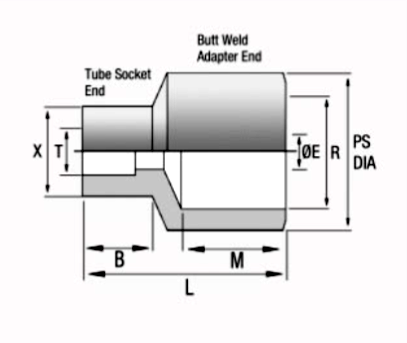 Butt Weld
Adapter End
Tube Socket
End
X
T
ØE
R
PS
DIA
B
M
L